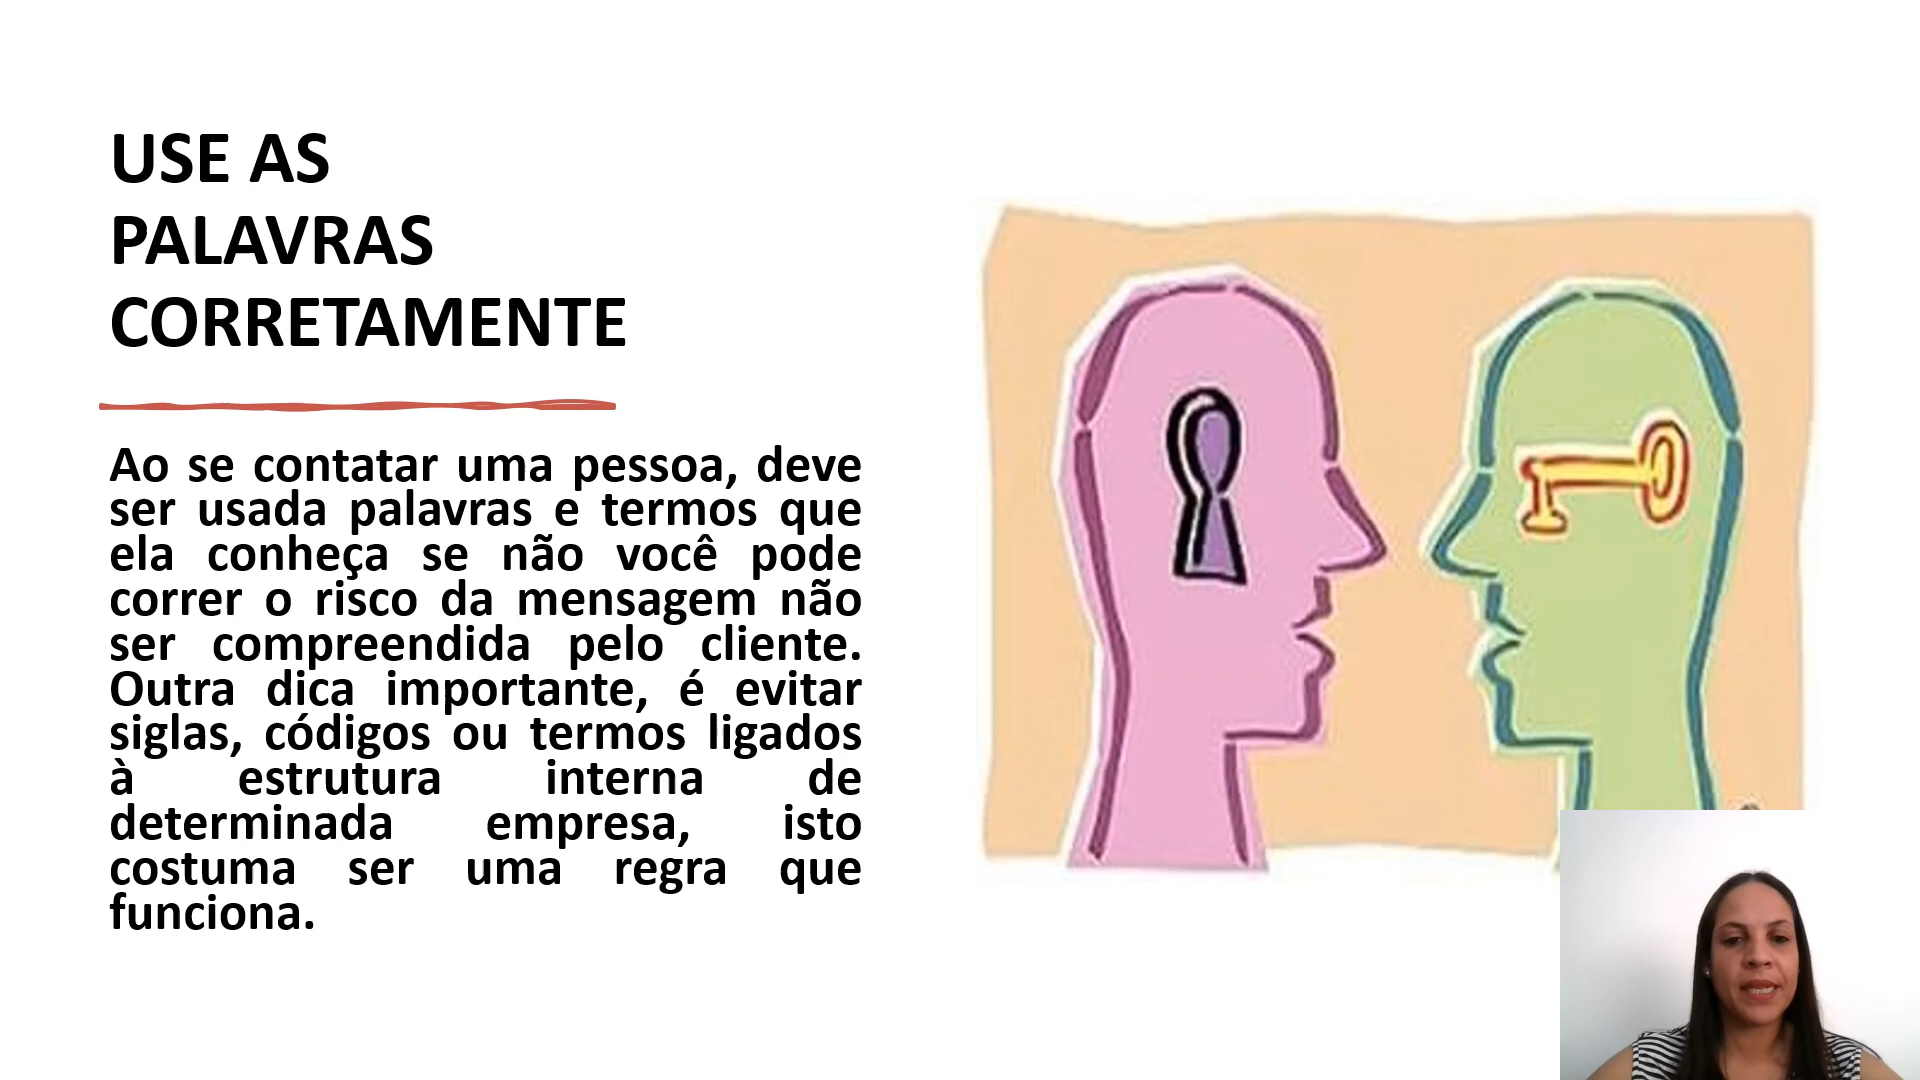 USE AS
PALAVRAS
CORRETAMENTE
Ao se contatar uma pessoa, deve
ser usada palavras e termos que
ela conheça se não você pode
correr o risco da mensagem não
ser compreendida pelo cliente.
Outra dica importante, é evitar
siglas, códigos ou termos ligados
à estrutura interna de
determinada empresa, isto
costuma ser uma regra que
funciona.